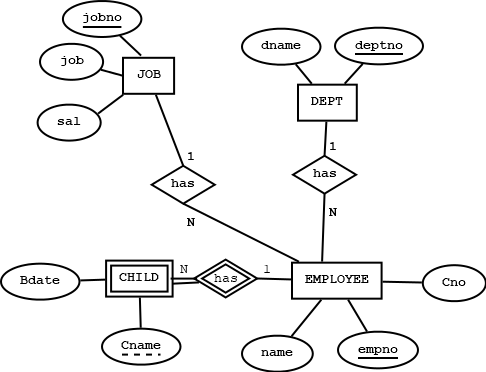 jobno
job
JOB
sal
dname
deptno
DEPT
1
has
N
1
has
N
Bdate
CHILD
N
has
1
EMPLOYEE
Cno
Cname
name
empno